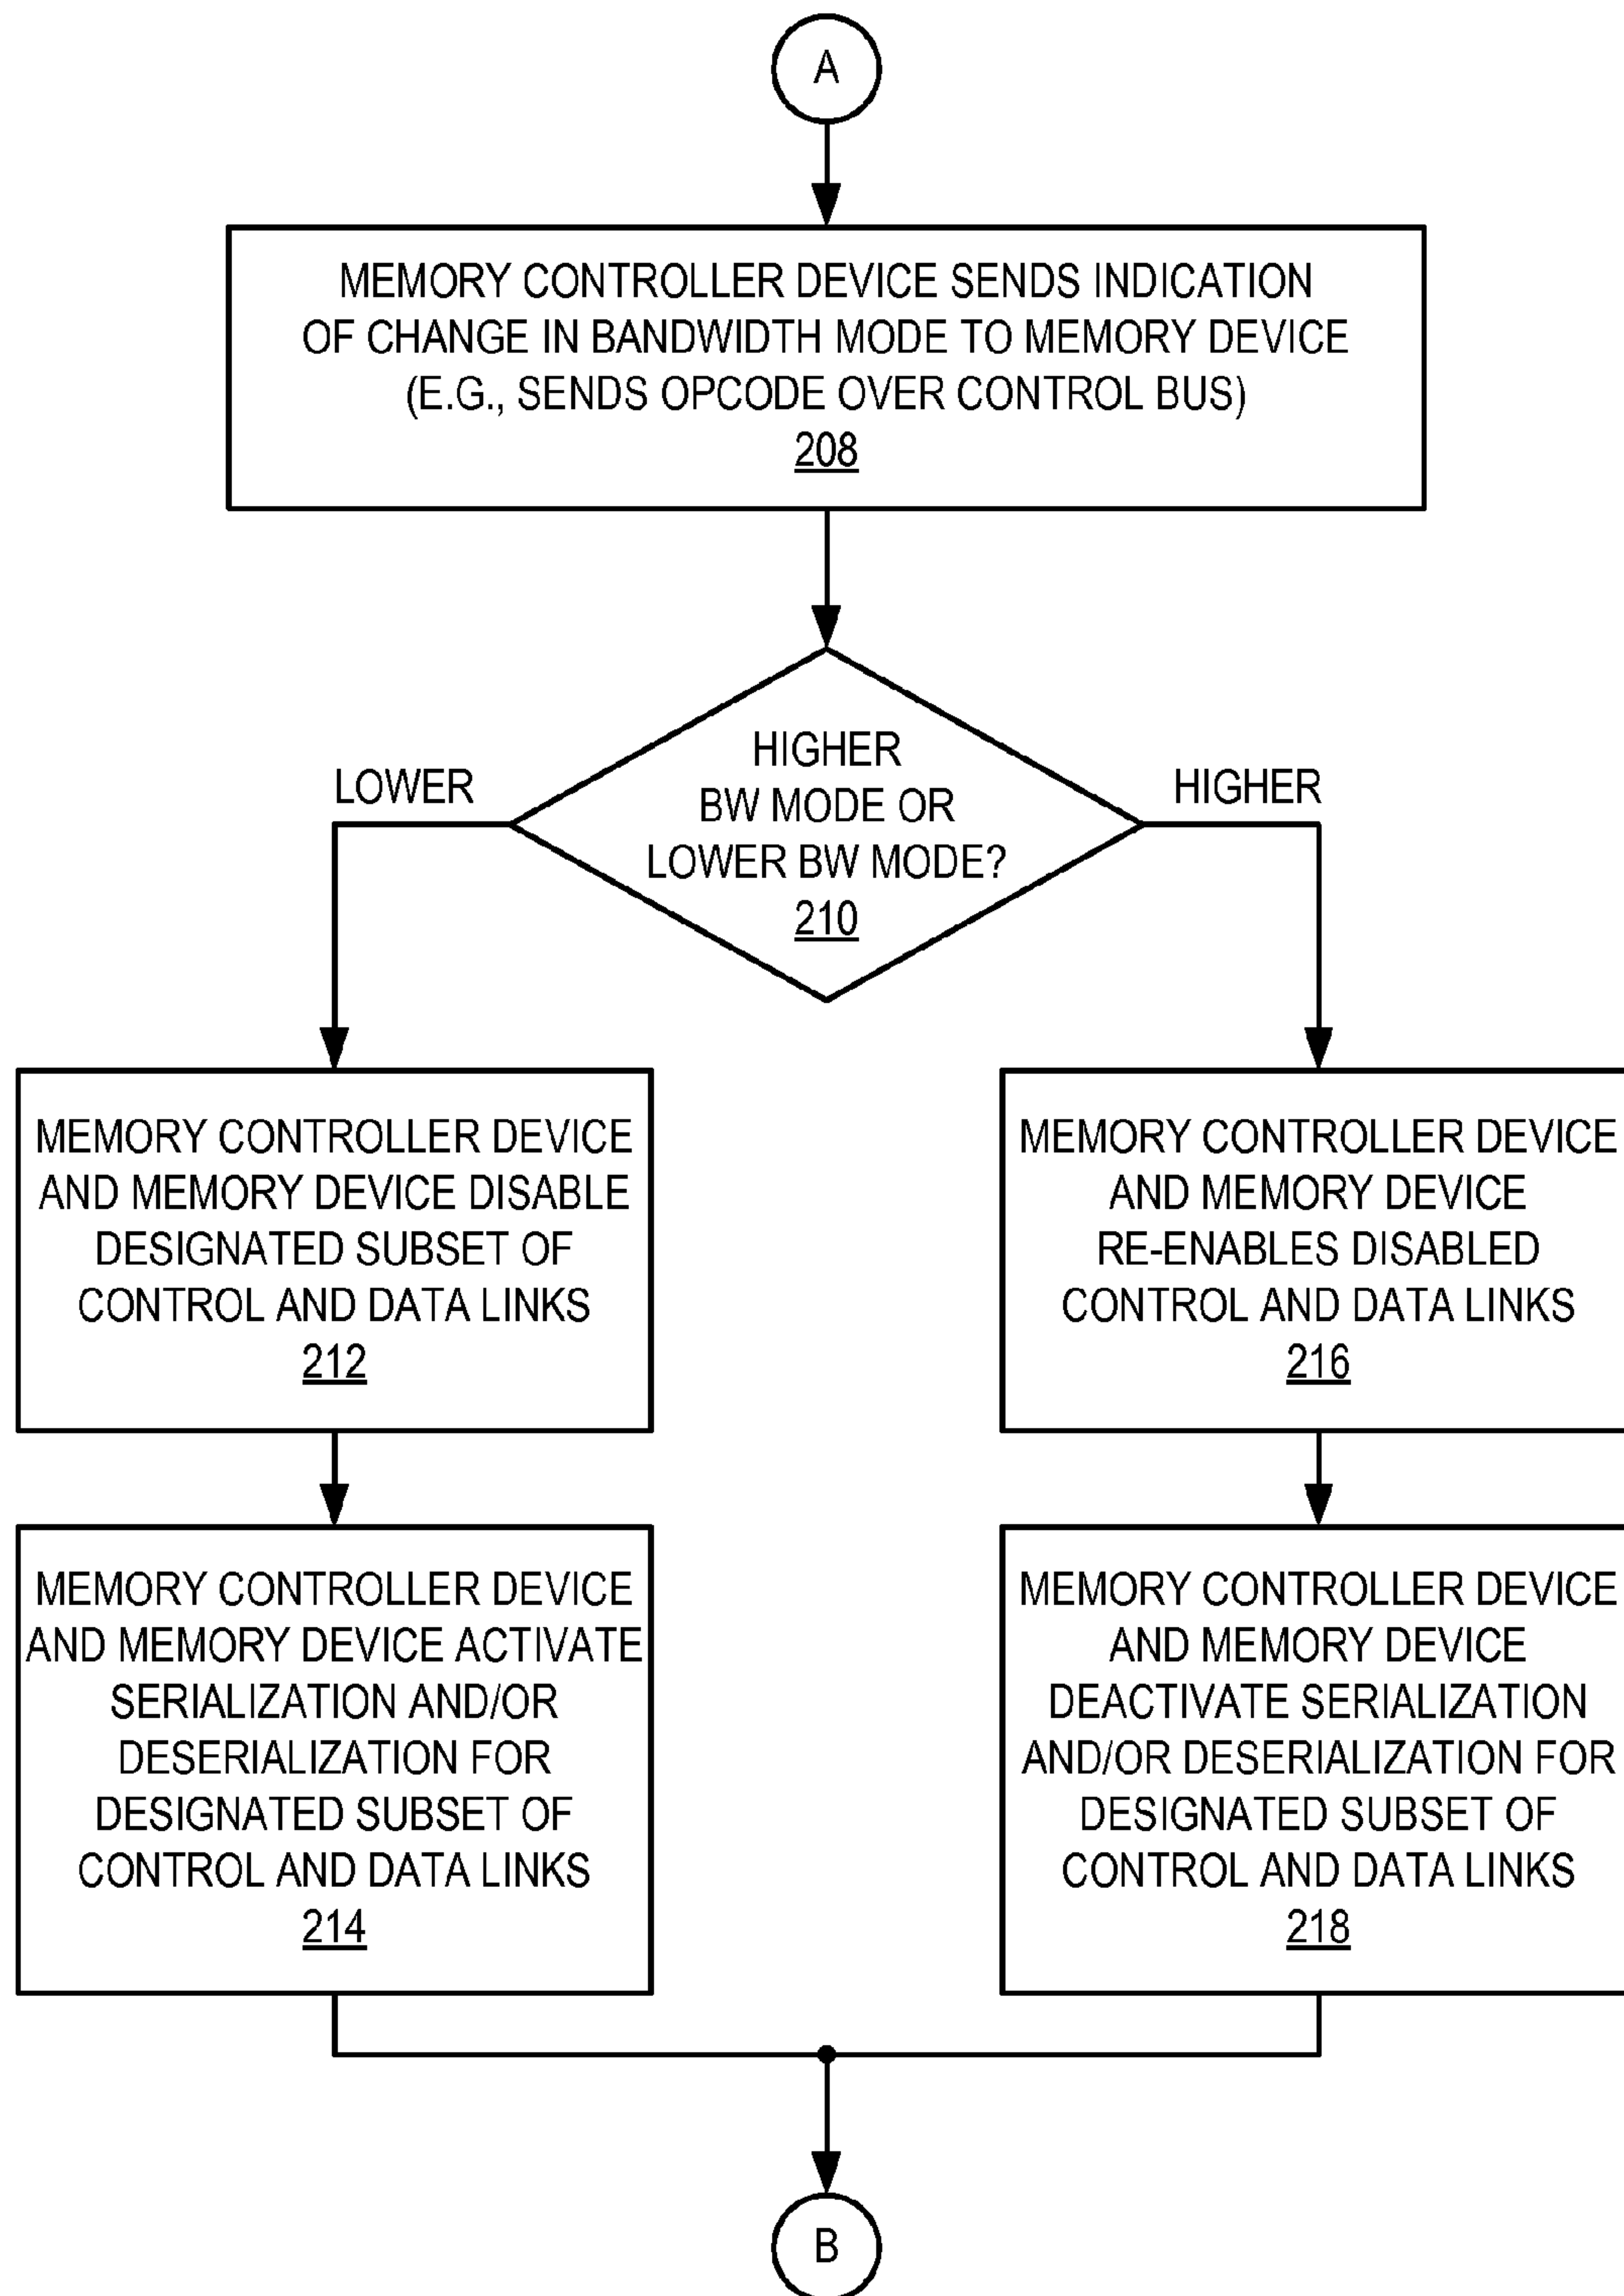 A
MEMORY CONTROLLER DEVICE SENDS INDICATION
OF CHANGE IN BANDWIDTH MODE TO MEMORY DEVICE
(E.G., SENDS OPCODE OVER CONTROL BUS)
208
HIGHER
BW MODE OR
LOWER BW MODE?
210
LOWER
HIGHER
MEMORY CONTROLLER DEVICE
AND MEMORY DEVICE DISABLE
DESIGNATED SUBSET OF
CONTROL AND DATA LINKS
212
MEMORY CONTROLLER DEVICE
AND MEMORY DEVICE ACTIVATE
SERIALIZATION AND/OR
DESERIALIZATION FOR
DESIGNATED SUBSET OF
CONTROL AND DATA LINKS
214
MEMORY CONTROLLER DEVICE
AND MEMORY DEVICE
RE-ENABLES DISABLED
CONTROL AND DATA LINKS
216
MEMORY CONTROLLER DEVICE
AND MEMORY DEVICE
DEACTIVATE SERIALIZATION
AND/OR DESERIALIZATION FOR
DESIGNATED SUBSET OF
CONTROL AND DATA LINKS
218
B